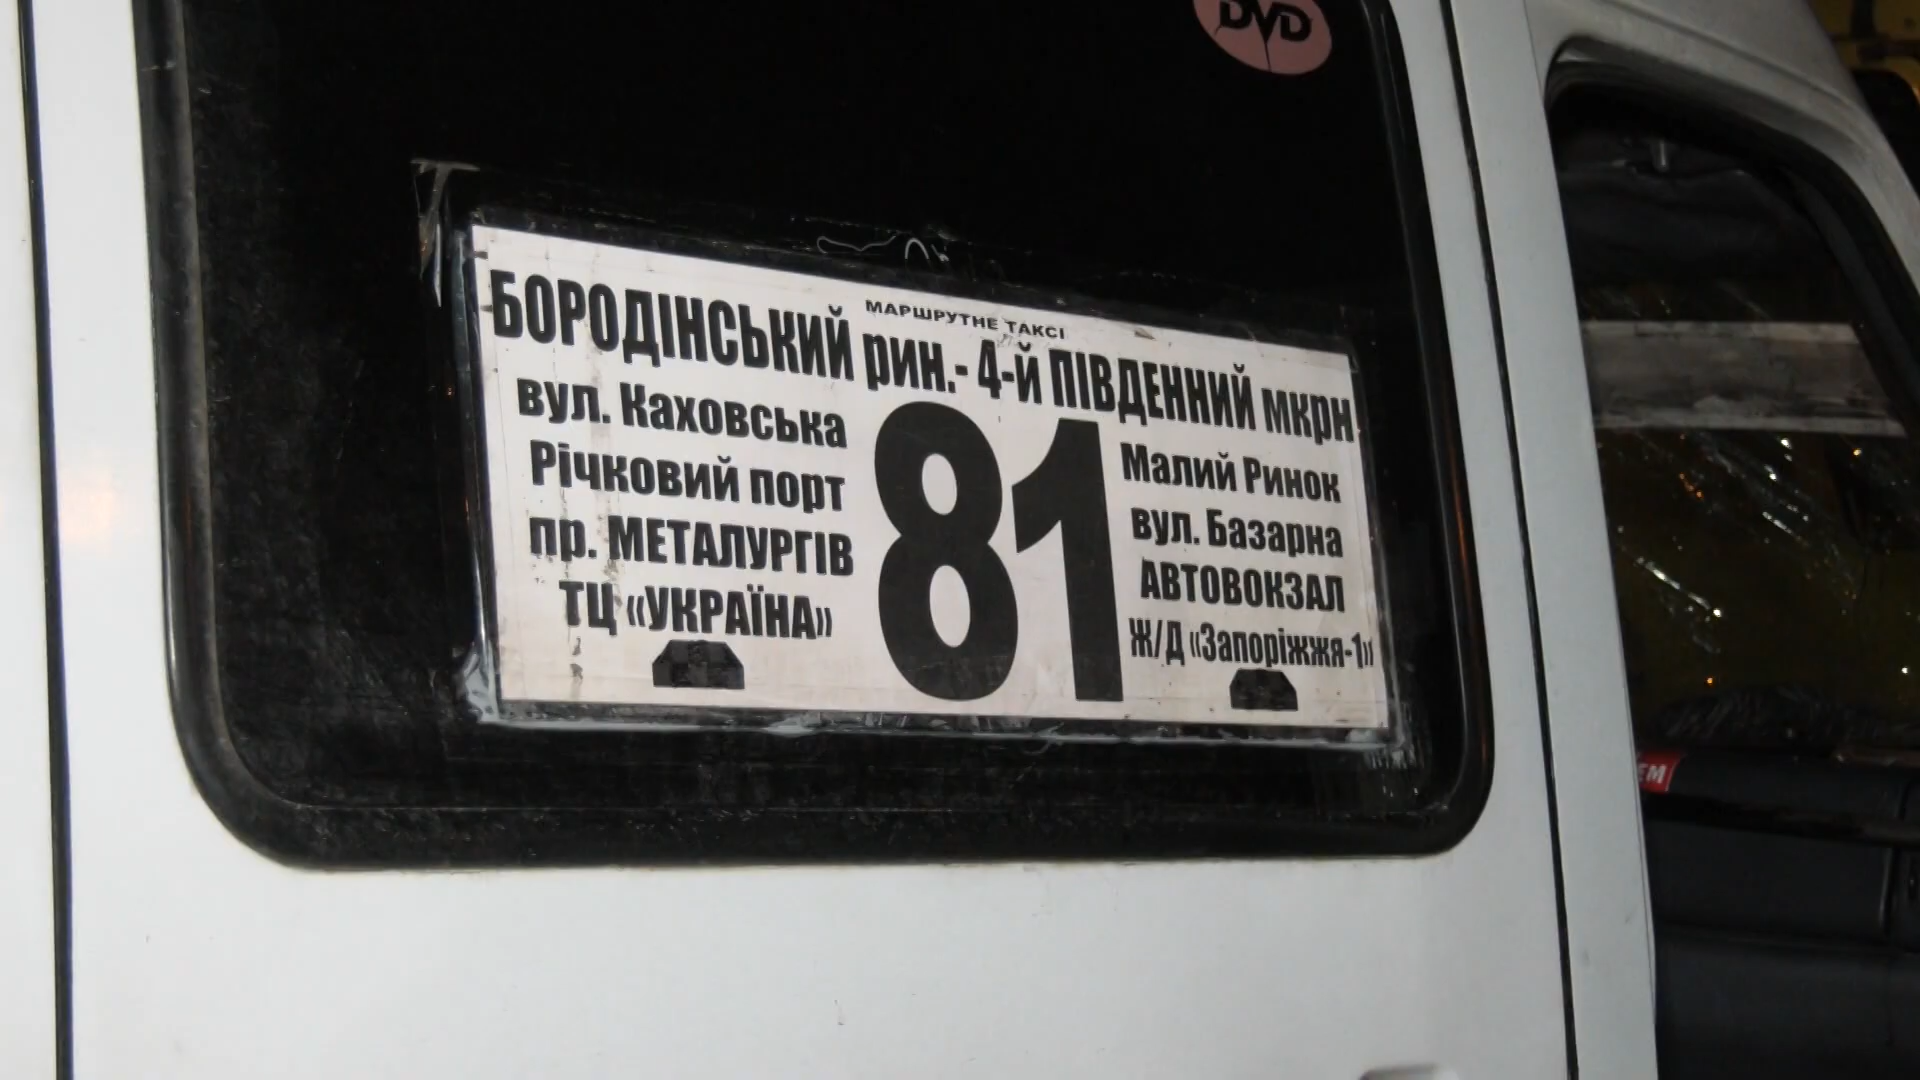 DVD
МАРШРУТНЕ ТАКСІ
БОРОДІНСЬКИЙ рин.- 4-й ПІВДЕННИЙ мкрн
вул. Каховська
Річковий порт
пр. МЕТАЛУРГІВ
ТЦ «УКРАЇНА»
81
Малий Ринок
вул. Базарна
АВТОВОКЗАЛ
Ж/Д «Запоріжжя-1»